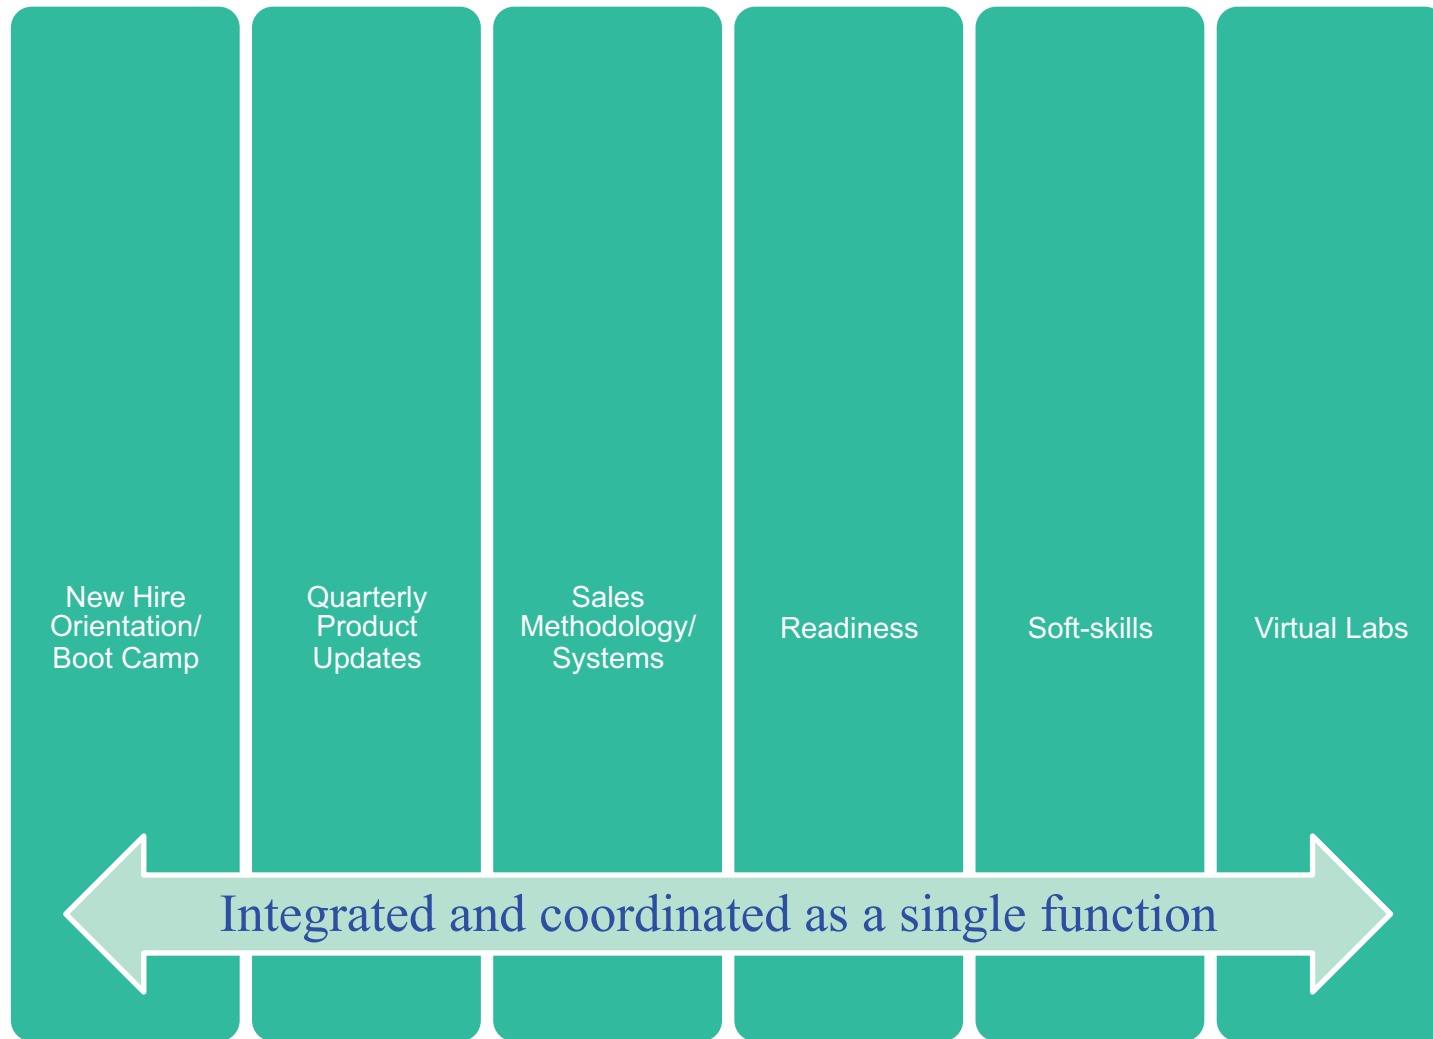 New Hire
Orientation/
Boot Camp
Quarterly
Product
Updates
Sales
Methodology/
Systems
Readiness
Soft-skills
Virtual Labs
Integrated and coordinated as a single function